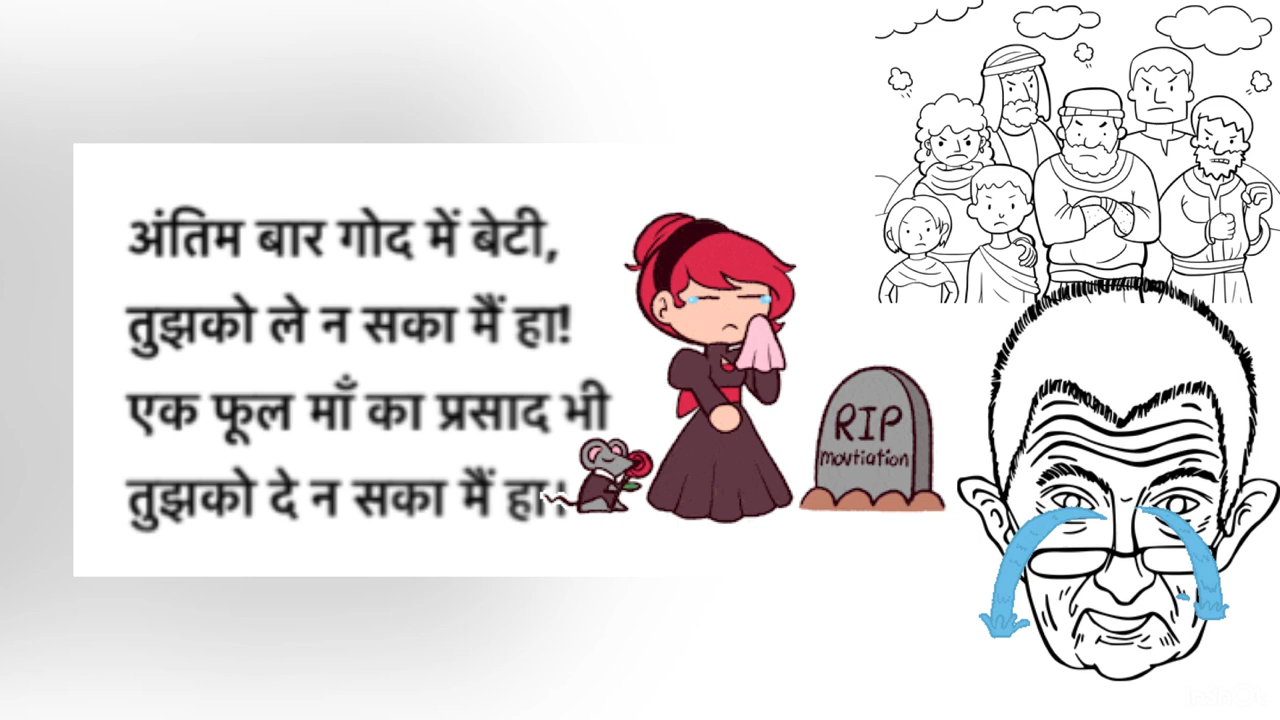 अंतिम बार गोद में बेटी,
तुझको ले न सका मैं हा!
एक फूल माँ का प्रसाद भी
तुझको दे न सका मैं हा!
RIP
moutiation